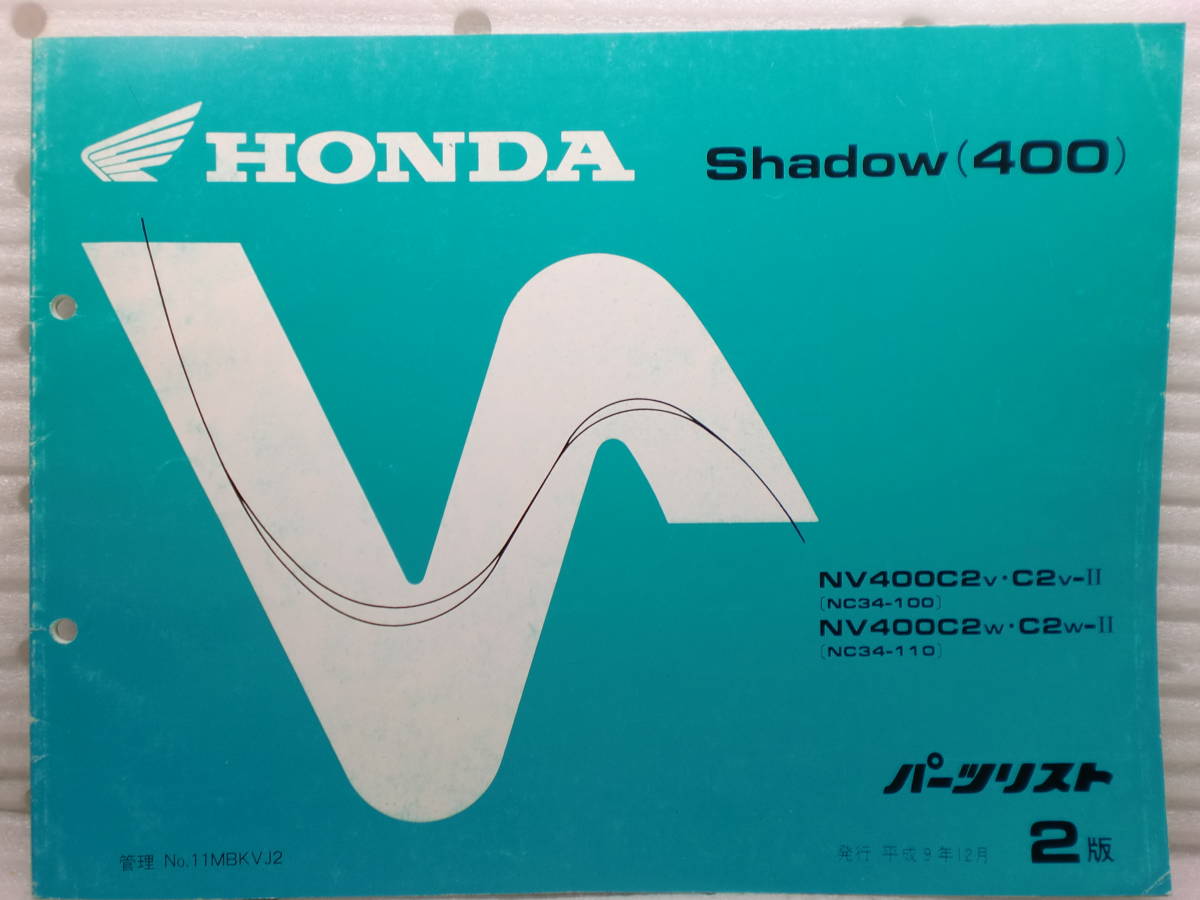 HONDA
Shadow(400)
NV400C2V・C2V-II
(NC34-100)
NV400C2W・C2W-II
(NC34-110)
パーツリスト
2版
管理 No.11MBKVJ2
発行 平成9年12月